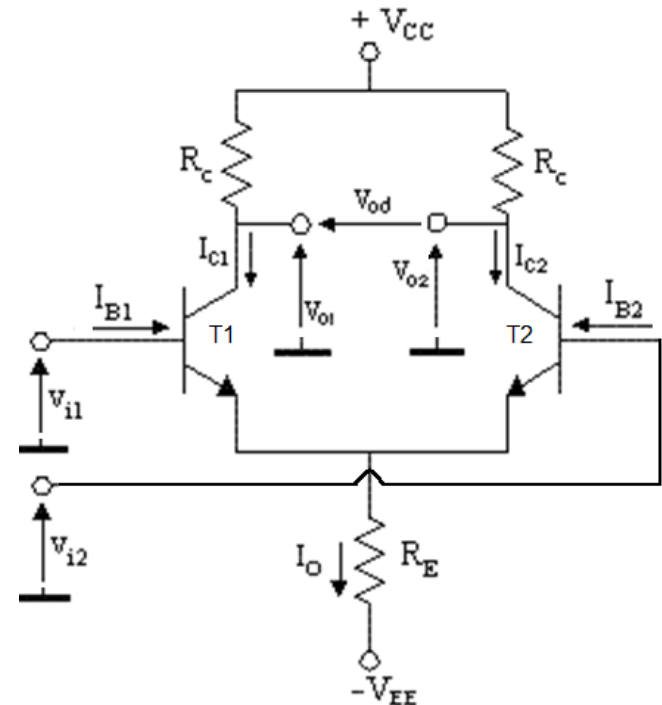 + VCC
Rc
Rc
Vod
IC1
IC2
Vo1
Vo2
IB1
IB2
T1
T2
Vi1
Vi2
IO
RE
-VEE